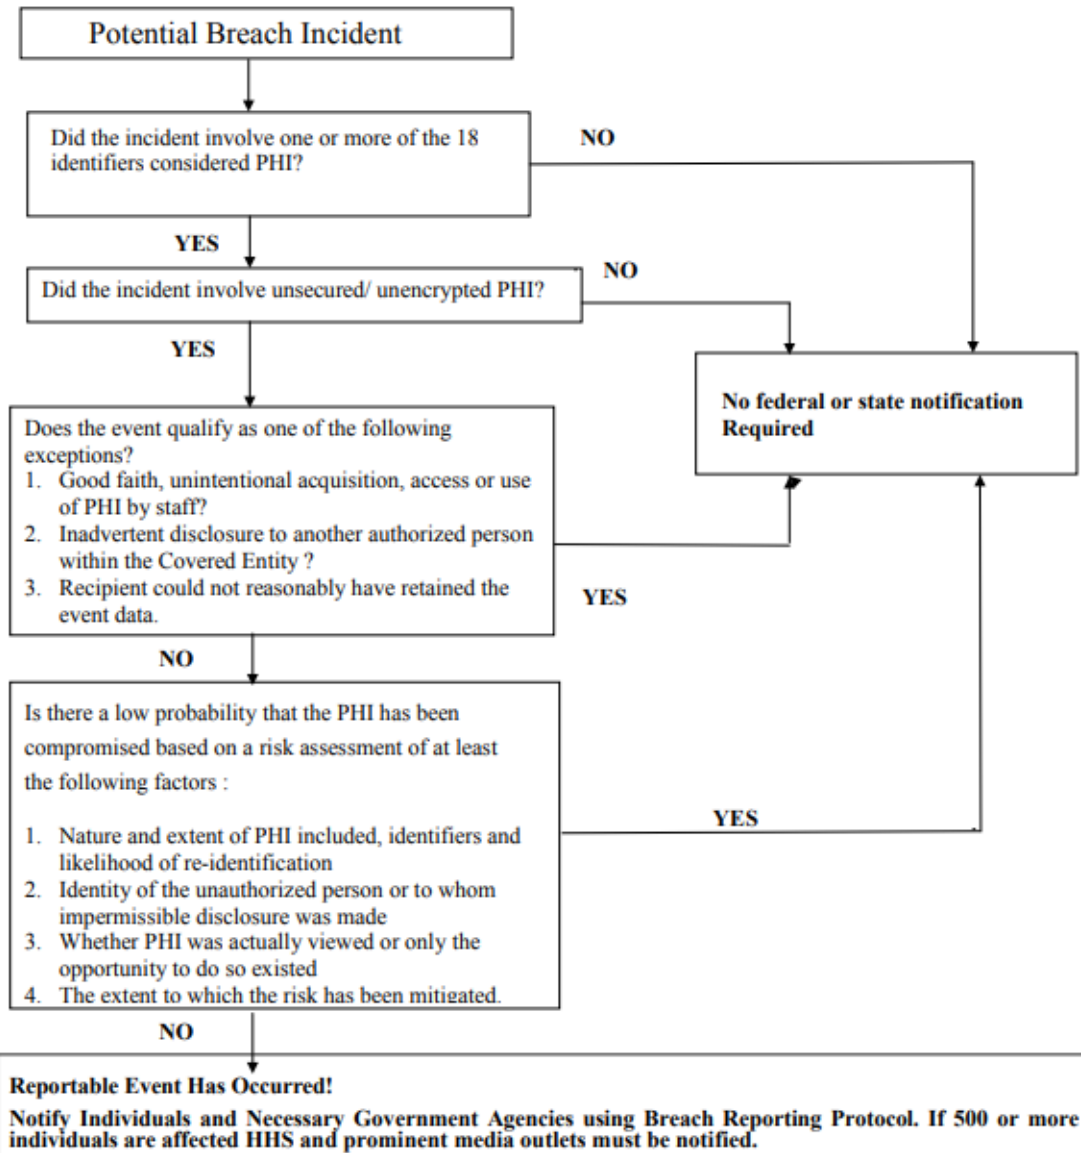 Potential Breach Incident
Did the incident involve one or more of the 18
identifiers considered PHI?
NO
YES
Did the incident involve unsecured/ unencrypted PHI?
NO
YES
No federal or state notification
Required
Does the event qualify as one of the following
exceptions?
1. Good faith, unintentional acquisition, access or use
of PHI by staff?
2. Inadvertent disclosure to another authorized person
within the Covered Entity ?
3. Recipient could not reasonably have retained the
event data.
YES
NO
Is there a low probability that the PHI has been
compromised based on a risk assessment of at least
the following factors :
1. Nature and extent of PHI included, identifiers and
likelihood of re-identification
2. Identity of the unauthorized person or to whom
impermissible disclosure was made
3. Whether PHI was actually viewed or only the
opportunity to do so existed
4. The extent to which the risk has been mitigated.
YES
NO
Reportable Event Has Occurred!
Notify Individuals and Necessary Government Agencies using Breach Reporting Protocol. If 500 or more
individuals are affected HHS and prominent media outlets must be notified.